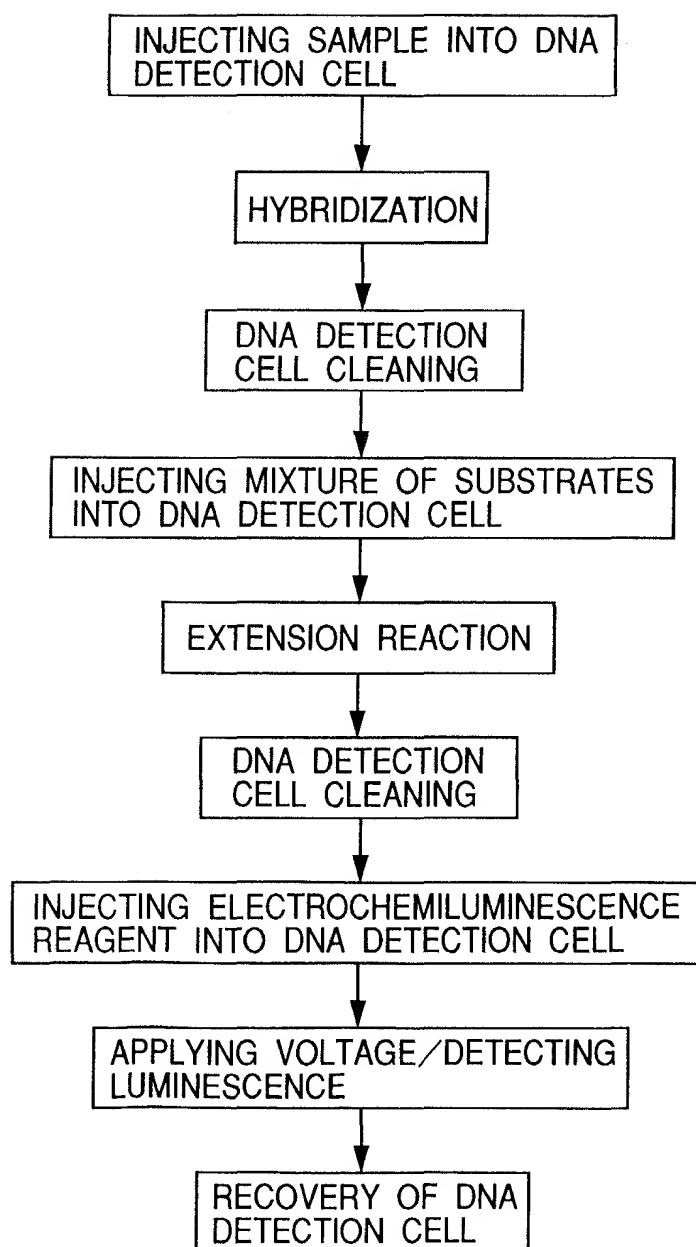 INJECTING SAMPLE INTO DNA
DETECTION CELL
HYBRIDIZATION
DNA DETECTION
CELL CLEANING
INJECTING MIXTURE OF SUBSTRATES
INTO DNA DETECTION CELL
EXTENSION REACTION
DNA DETECTION
CELL CLEANING
INJECTING ELECTROCHEMILUMINESCENCE
REAGENT INTO DNA DETECTION CELL
APPLYING VOLTAGE/DETECTING
LUMINESCENCE
RECOVERY OF DNA
DETECTION CELL